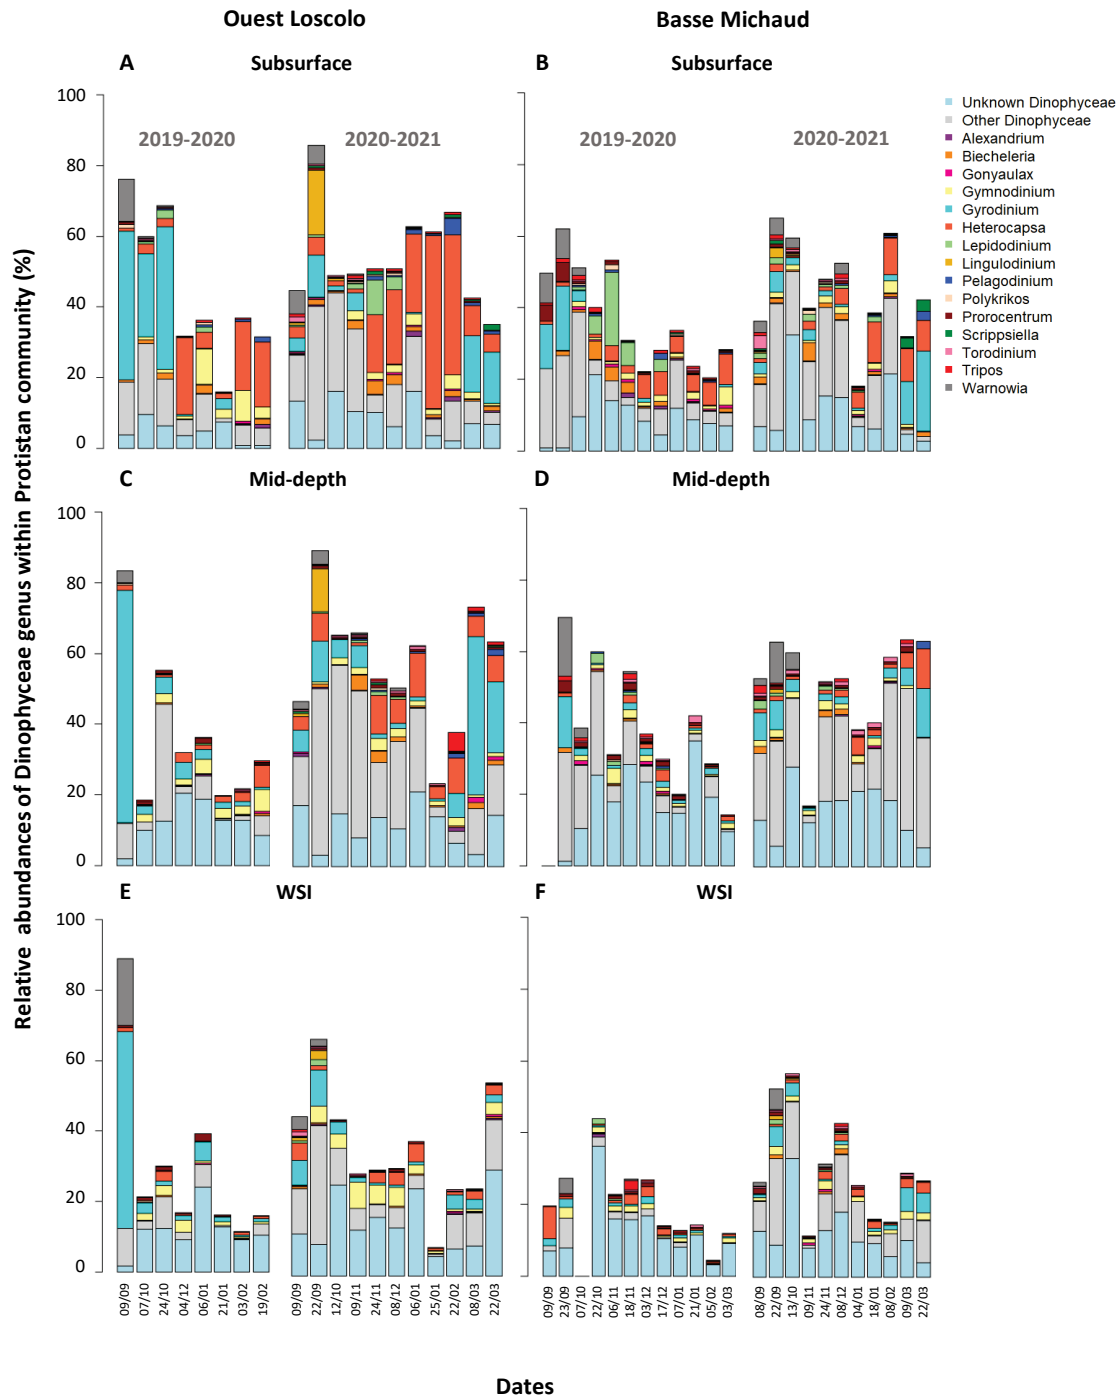 Ouest Loscolo
Basse Michaud
A
Subsurface
B
Subsurface
100
80
60
40
20
0
2019-2020
2020-2021
2019-2020
2020-2021
Unknown Dinophyceae
Other Dinophyceae
Alexandrium
Biecheleria
Gonyaulax
Gymnodinium
Gyrodinium
Heterocapsa
Lepidodinium
Lingulodinium
Pelagodinium
Polykrikos
Prorocentrum
Scrippsiella
Torodinium
Tripos
Warnowia
Relative abundances of Dinophyceae genus within Protistan community (%)
C
Mid-depth
D
Mid-depth
100
80
60
40
20
0
E
WSI
F
WSI
100
80
60
40
20
0
09/09
07/10
24/10
04/12
06/01
21/01
03/02
19/02
09/09
22/09
12/10
09/11
24/11
08/12
06/01
25/01
22/02
08/03
22/03
09/09
23/09
07/10
22/10
06/11
18/11
03/12
17/12
07/01
21/01
05/02
03/03
08/09
22/09
13/10
09/11
24/11
08/12
04/01
18/01
08/02
09/03
22/03
Dates